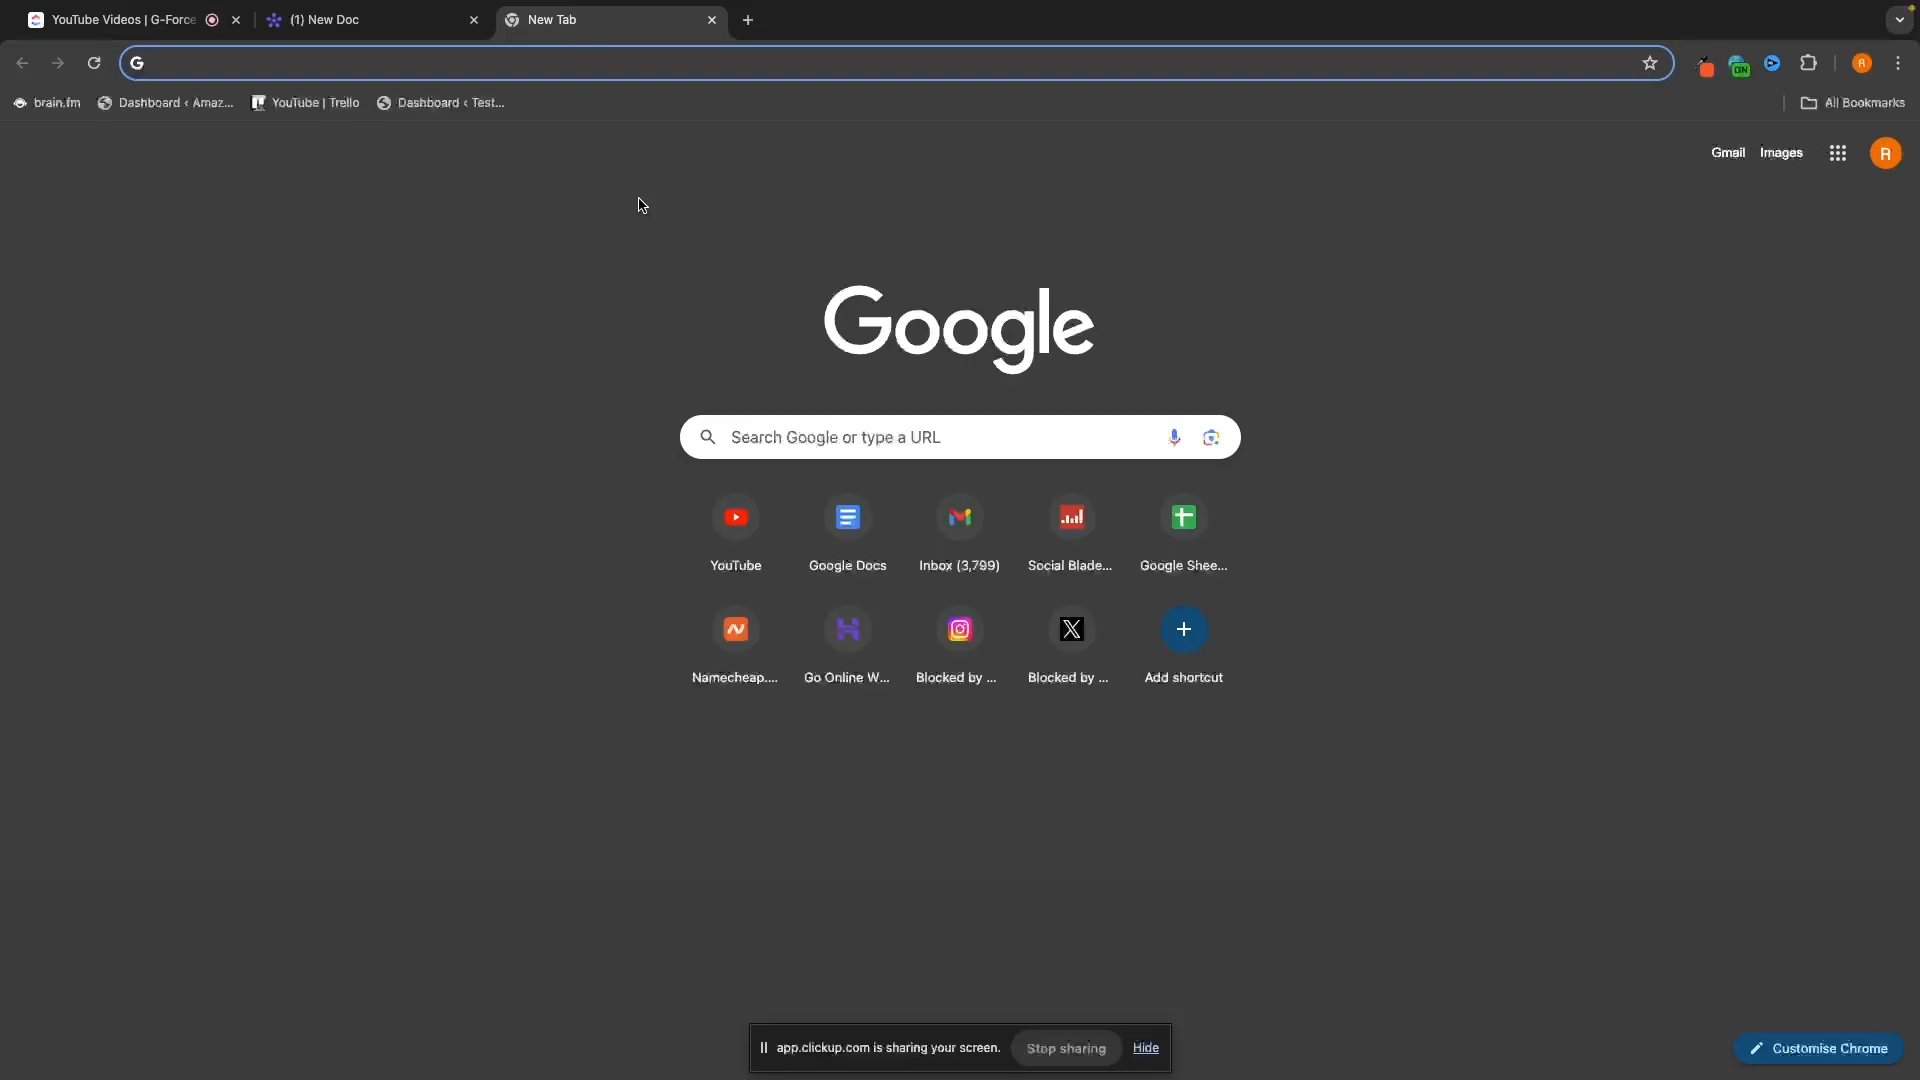 YouTube Videos | G-Force
(1) New Doc
New Tab
brain.fm
Dashboard ‹ Amaz...
YouTube | Trello
Dashboard ‹ Test...
All Bookmarks
ON
R
Gmail
Images
R
Google
Search Google or type a URL
YouTube
Google Docs
Inbox (3,799)
Social Blade...
Google Shee...
Namecheap....
Go Online W...
Blocked by ...
Blocked by ...
Add shortcut
app.clickup.com is sharing your screen.
Stop sharing
Hide
Customise Chrome